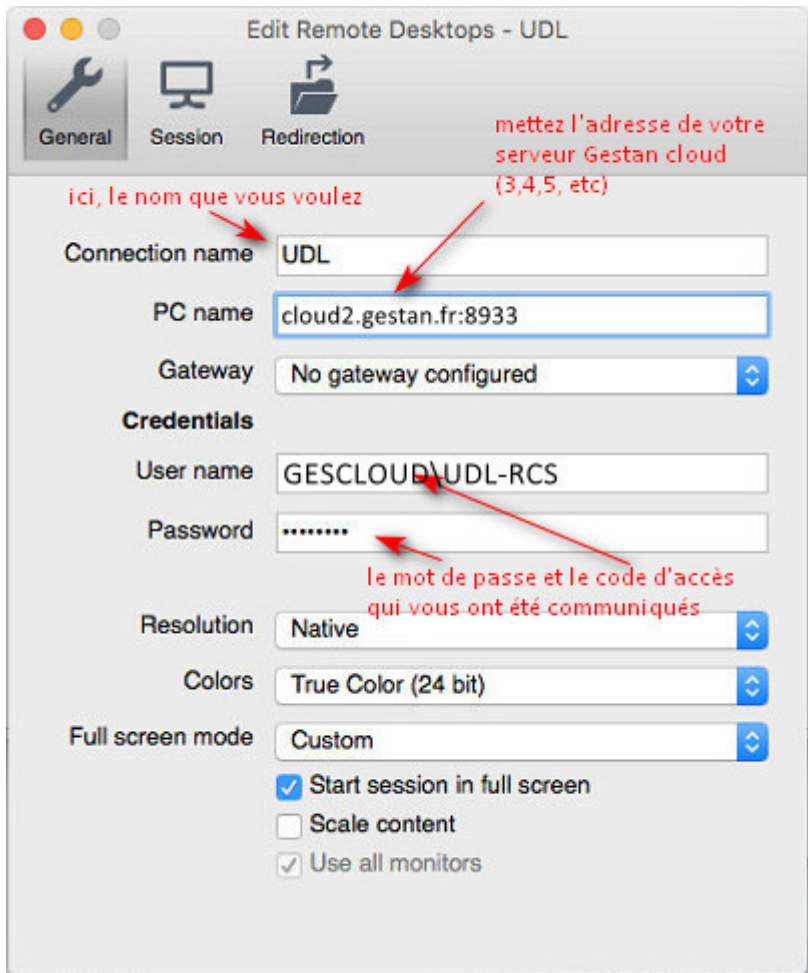 Edit Remote Desktops - UDL
General
Session
Redirection
mettez l'adresse de votre
serveur Gestan cloud
(3,4,5, etc)
ici, le nom que vous voulez
Connection name
UDL
PC name
cloud2.gestan.fr:8933
Gateway
No gateway configured
Credentials
User name
GESCLOUD\UDL-RCS
Password
••••••••
le mot de passe et le code d'accès
qui vous ont été communiqués
Resolution
Native
Colors
True Color (24 bit)
Full screen mode
Custom
Start session in full screen
Scale content
Use all monitors